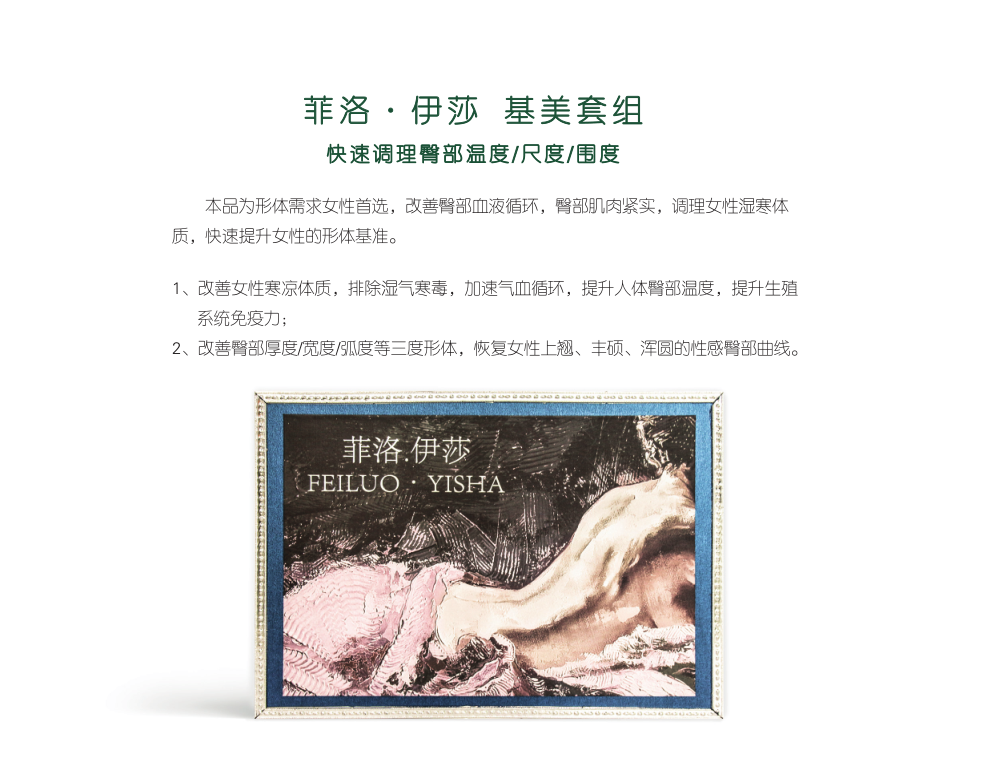 菲洛·伊莎 基美套组
快速调理臀部温度/尺度/围度
本品为形体需求女性首选，改善臀部血液循环，臀部肌肉紧实，调理女性湿寒体
质，快速提升女性的形体基准。
1、改善女性寒凉体质，排除湿气寒毒，加速气血循环，提升人体臀部温度，提升生殖
系统免疫力；
2、改善臀部厚度/宽度/弧度等三度形体，恢复女性上翘、丰硕、浑圆的性感臀部曲线。
菲洛.伊莎
FEILUO · YISHA